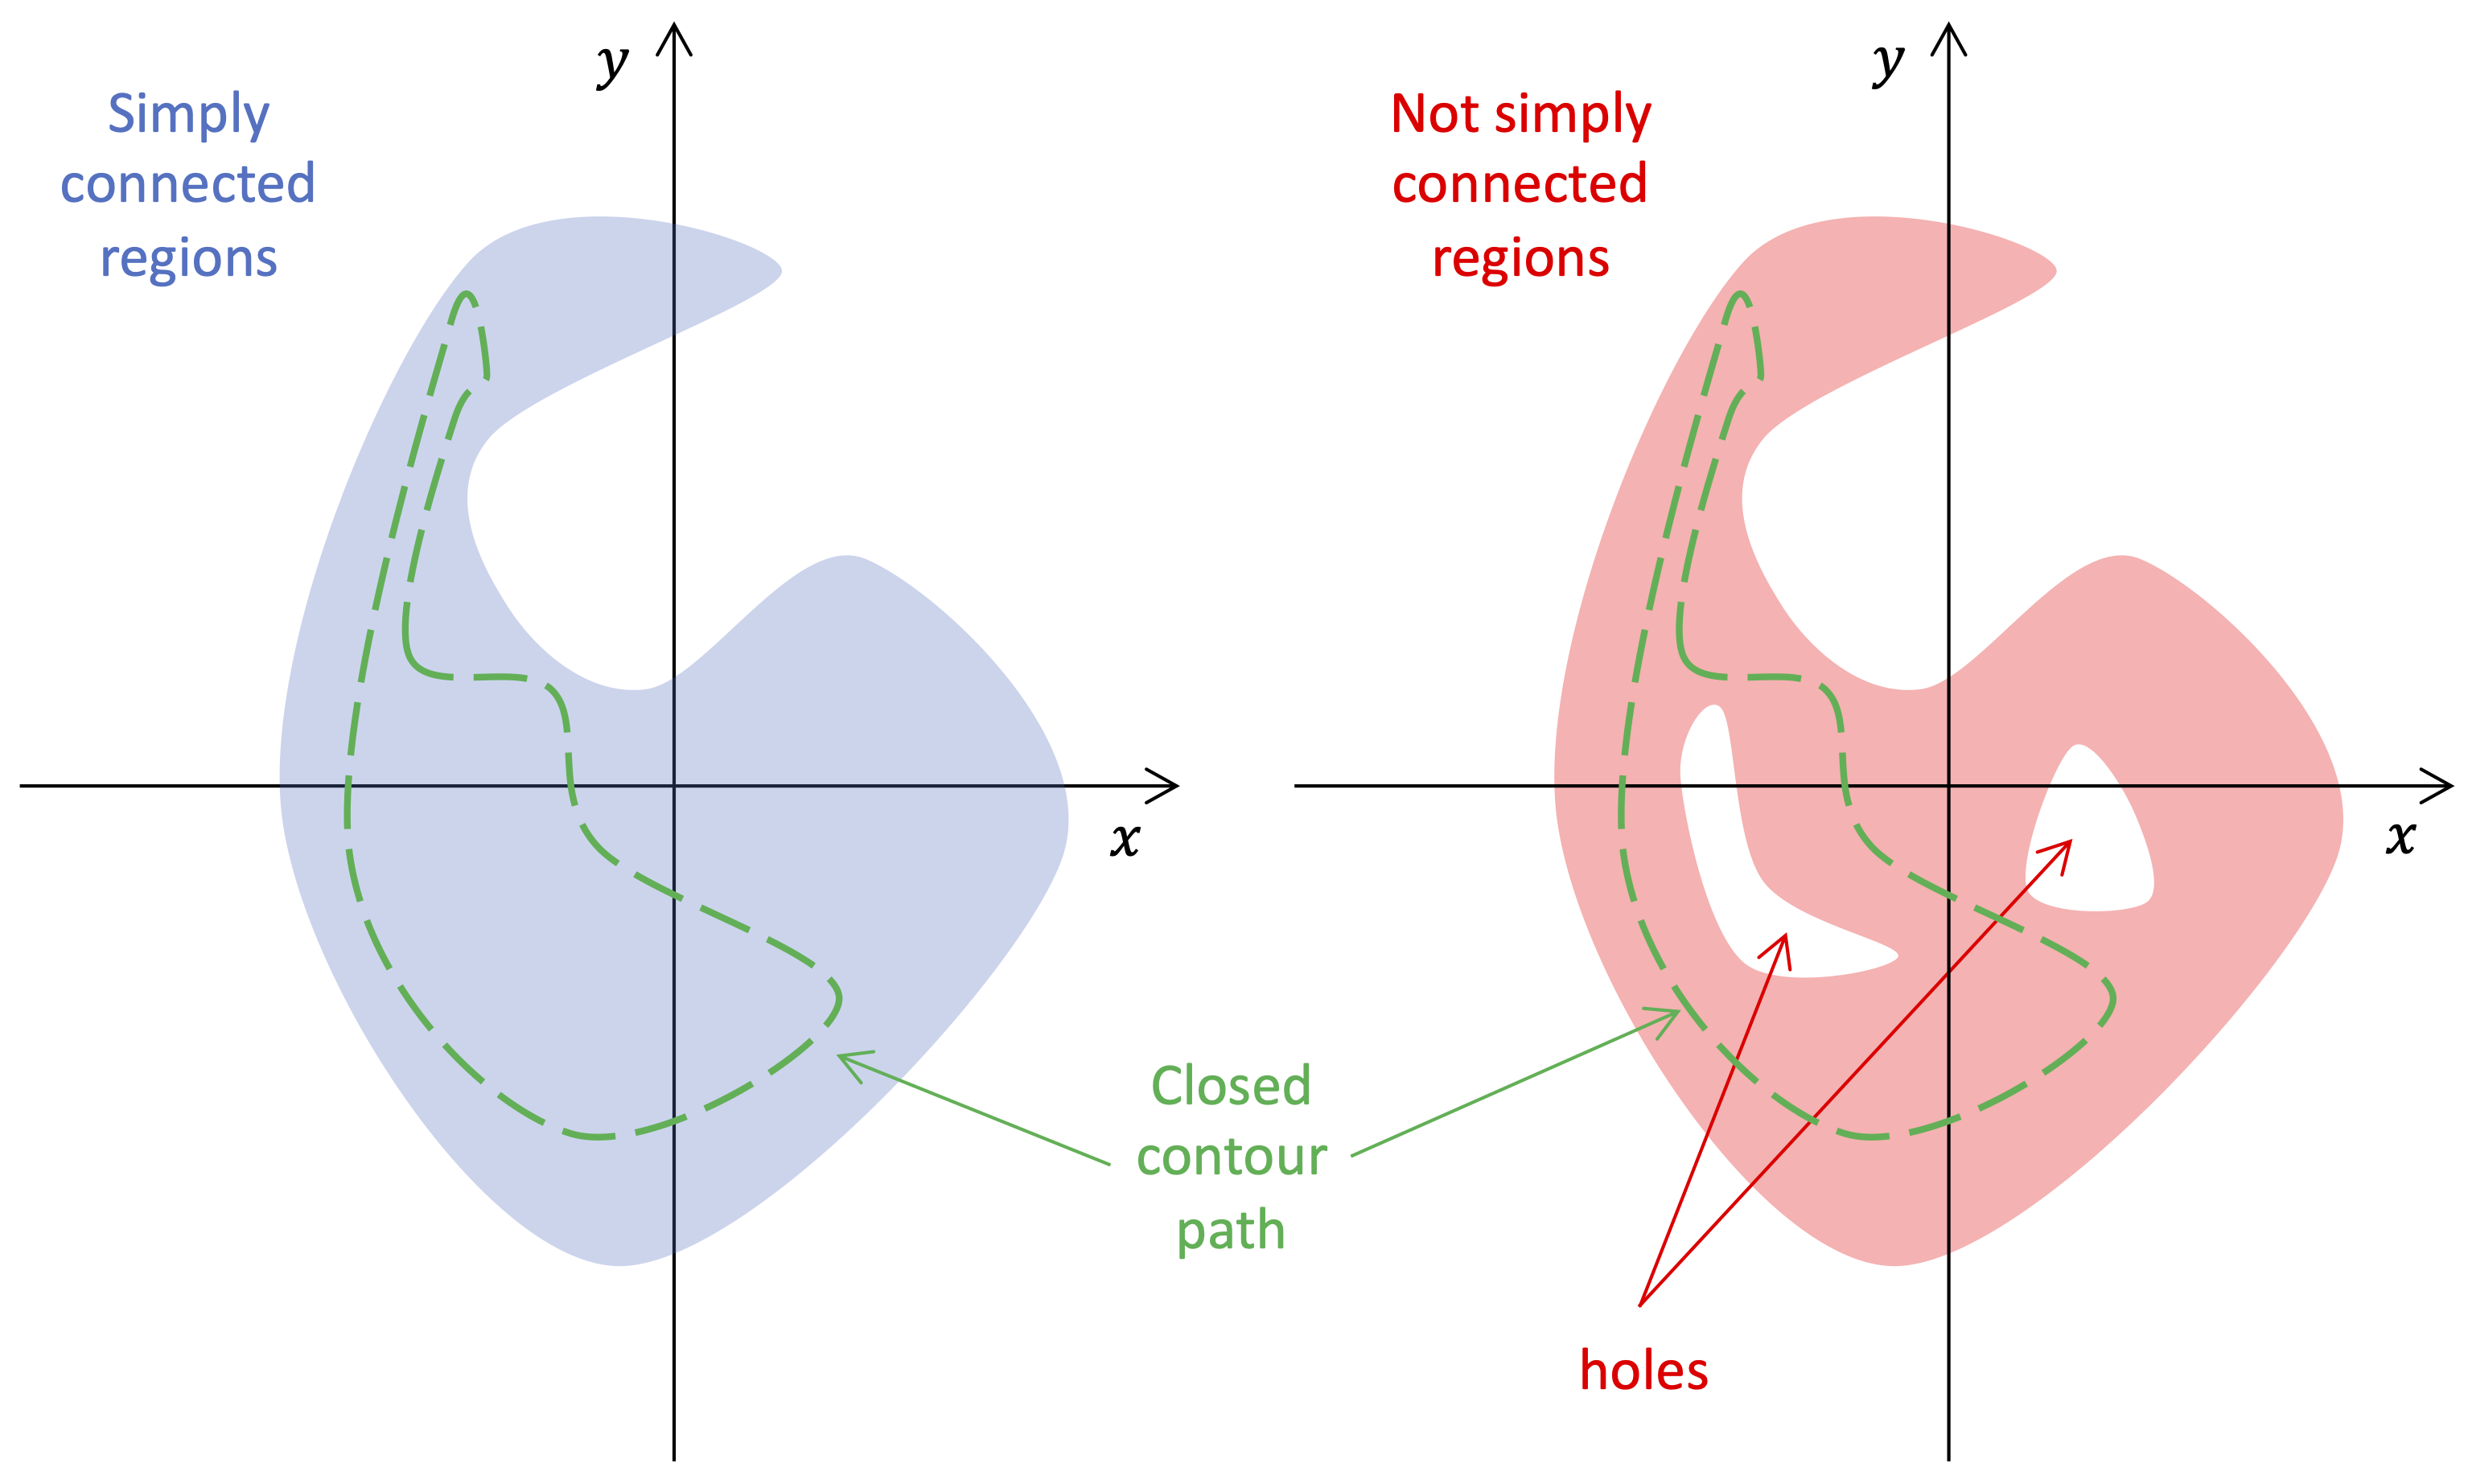 y
Simply
connected
regions
x
y
Not simply
connected
regions
x
Closed
contour
path
holes